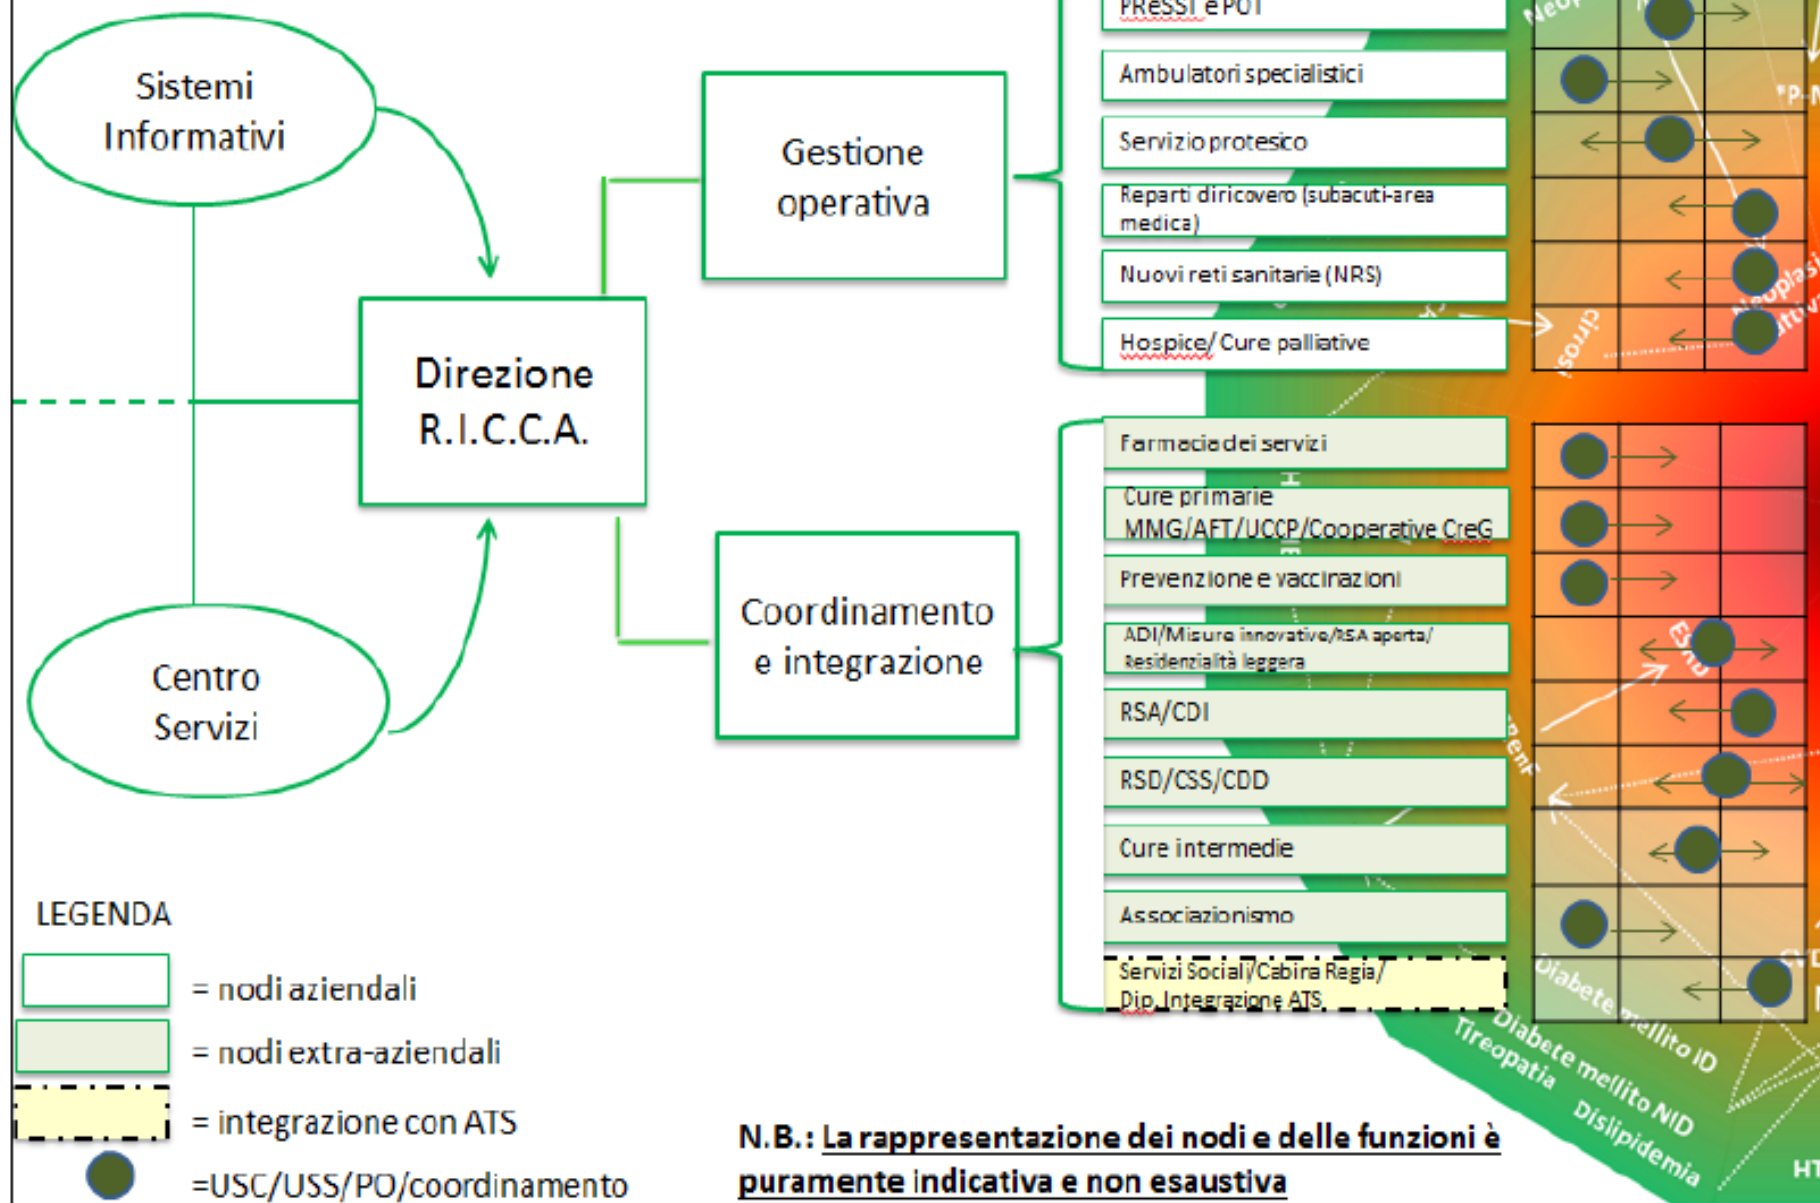 Sistemi
Informativi
Direzione
R.I.C.C.A.
Centro
Servizi
Gestione
operativa
Coordinamento
e integrazione
PReSST e POT
Ambulatori specialistici
Servizio protesico
Reparti diricovero (subacuti-area
medica)
Nuovi reti sanitarie (NRS)
Hospice/ Cure palliative
Farmacia dei servizi
Cure primarie
MMG/AFT/UCCP/Cooperative CreG
Prevenzione e vaccinazioni
ADI/Misure innovative/RSA aperta/
Residenzialità leggera
RSA/CDI
RSD/CSS/CDD
Cure intermedie
Associazionismo
Servizi Sociali/Cabira Regia/
Dip. Integrazione ATS
cirrosi
ESRD
Diabete mellito ID
Diabete mellito NID
Tireopatia
Dislipidemia
LEGENDA
= nodi aziendali
= nodi extra-aziendali
= integrazione con ATS
=USC/USS/PO/coordinamento
N.B.: La rappresentazione dei nodi e delle funzioni è
puramente indicativa e non esaustiva